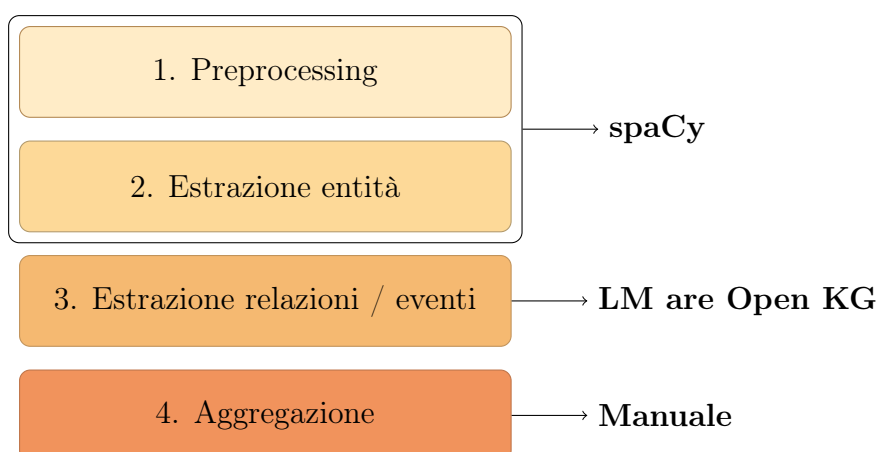 1. Preprocessing
spaCy
2. Estrazione entità
3. Estrazione relazioni / eventi
LM are Open KG
4. Aggregazione
Manuale